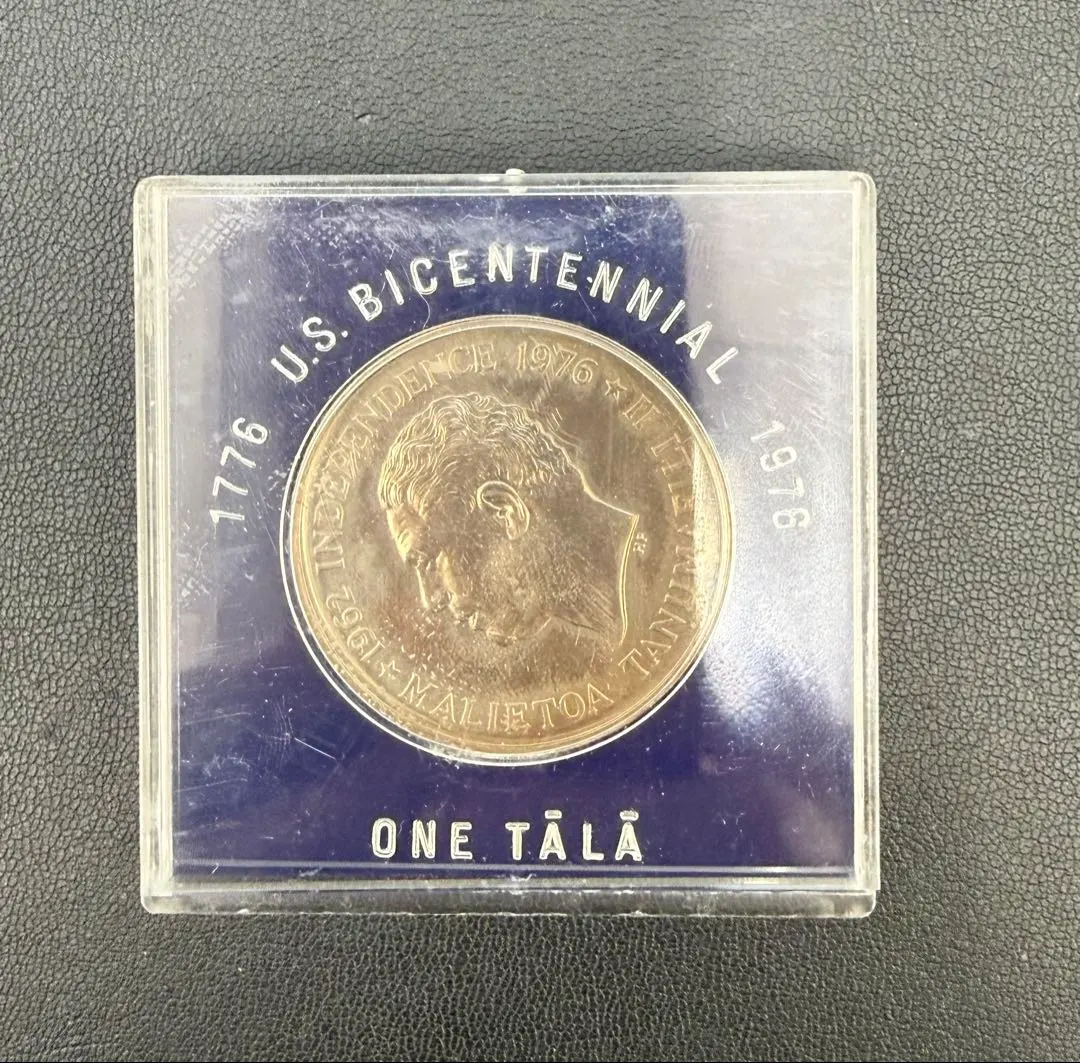 U.S. BICENTENNIAL
1776
1976
1962 INDEPENDENCE 1976 ★
MALIETOA TANUMAFILI II ★
ONE TĀLĀ